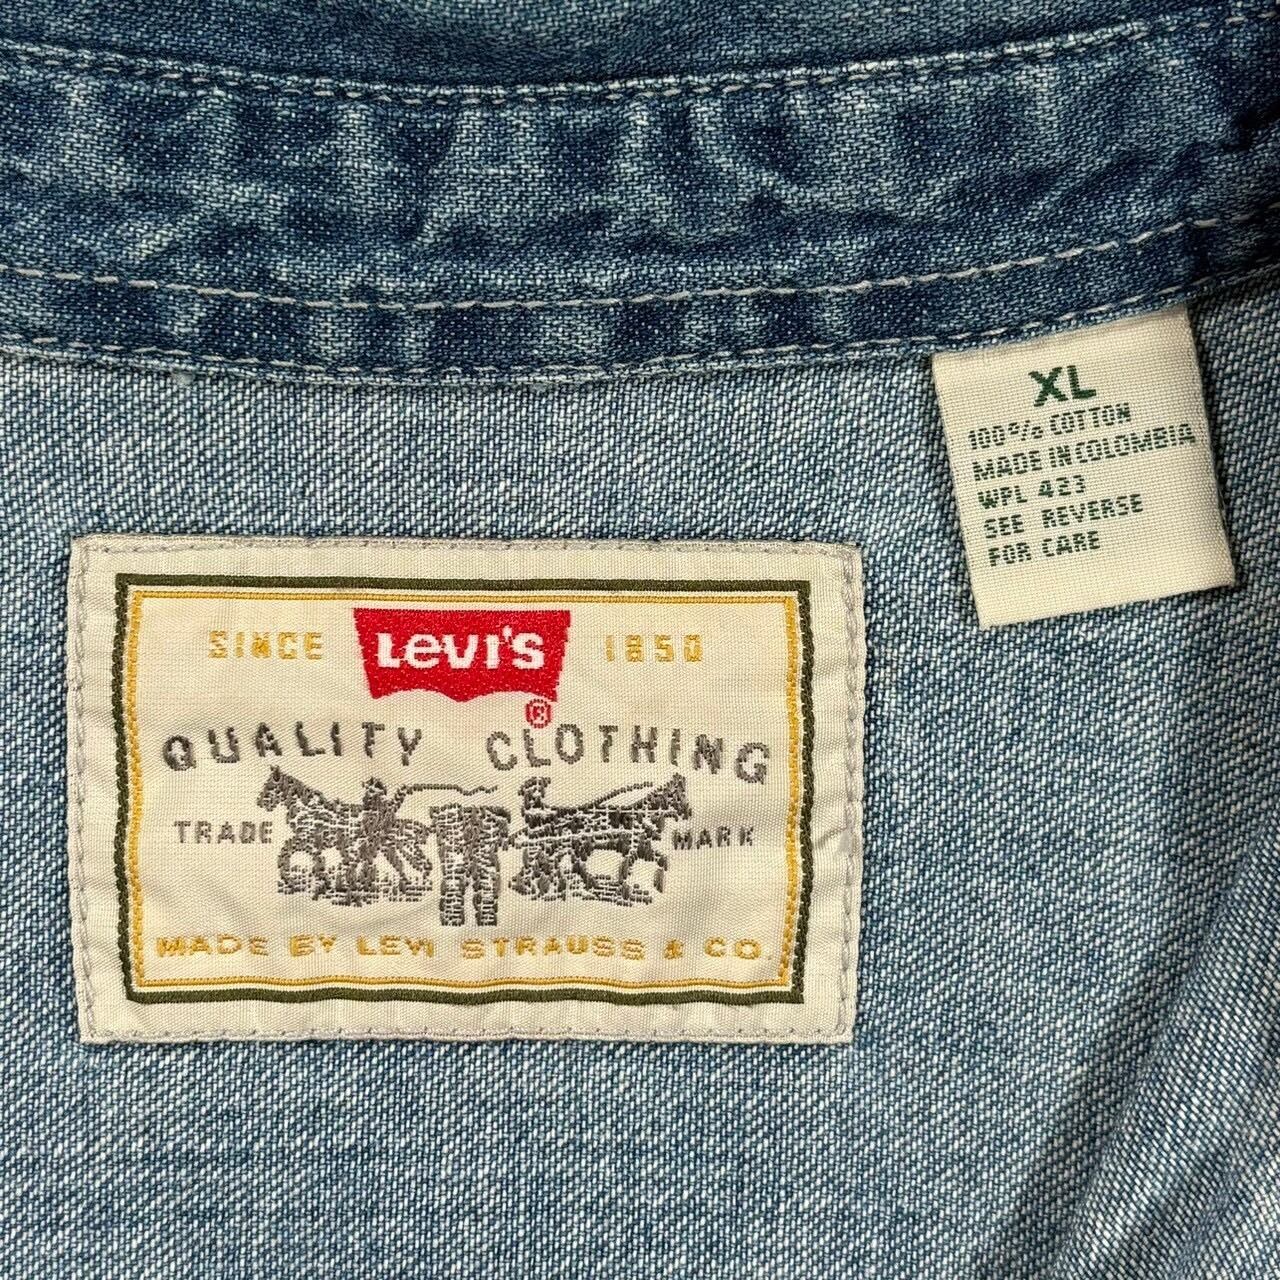 XL
100% COTTON
MADE IN COLOMBIA
WPL 423
SEE REVERSE
FOR CARE
SINCE Levi's 1850
®
QUALITY CLOTHING
TRADE MARK
MADE BY LEVI STRAUSS & CO